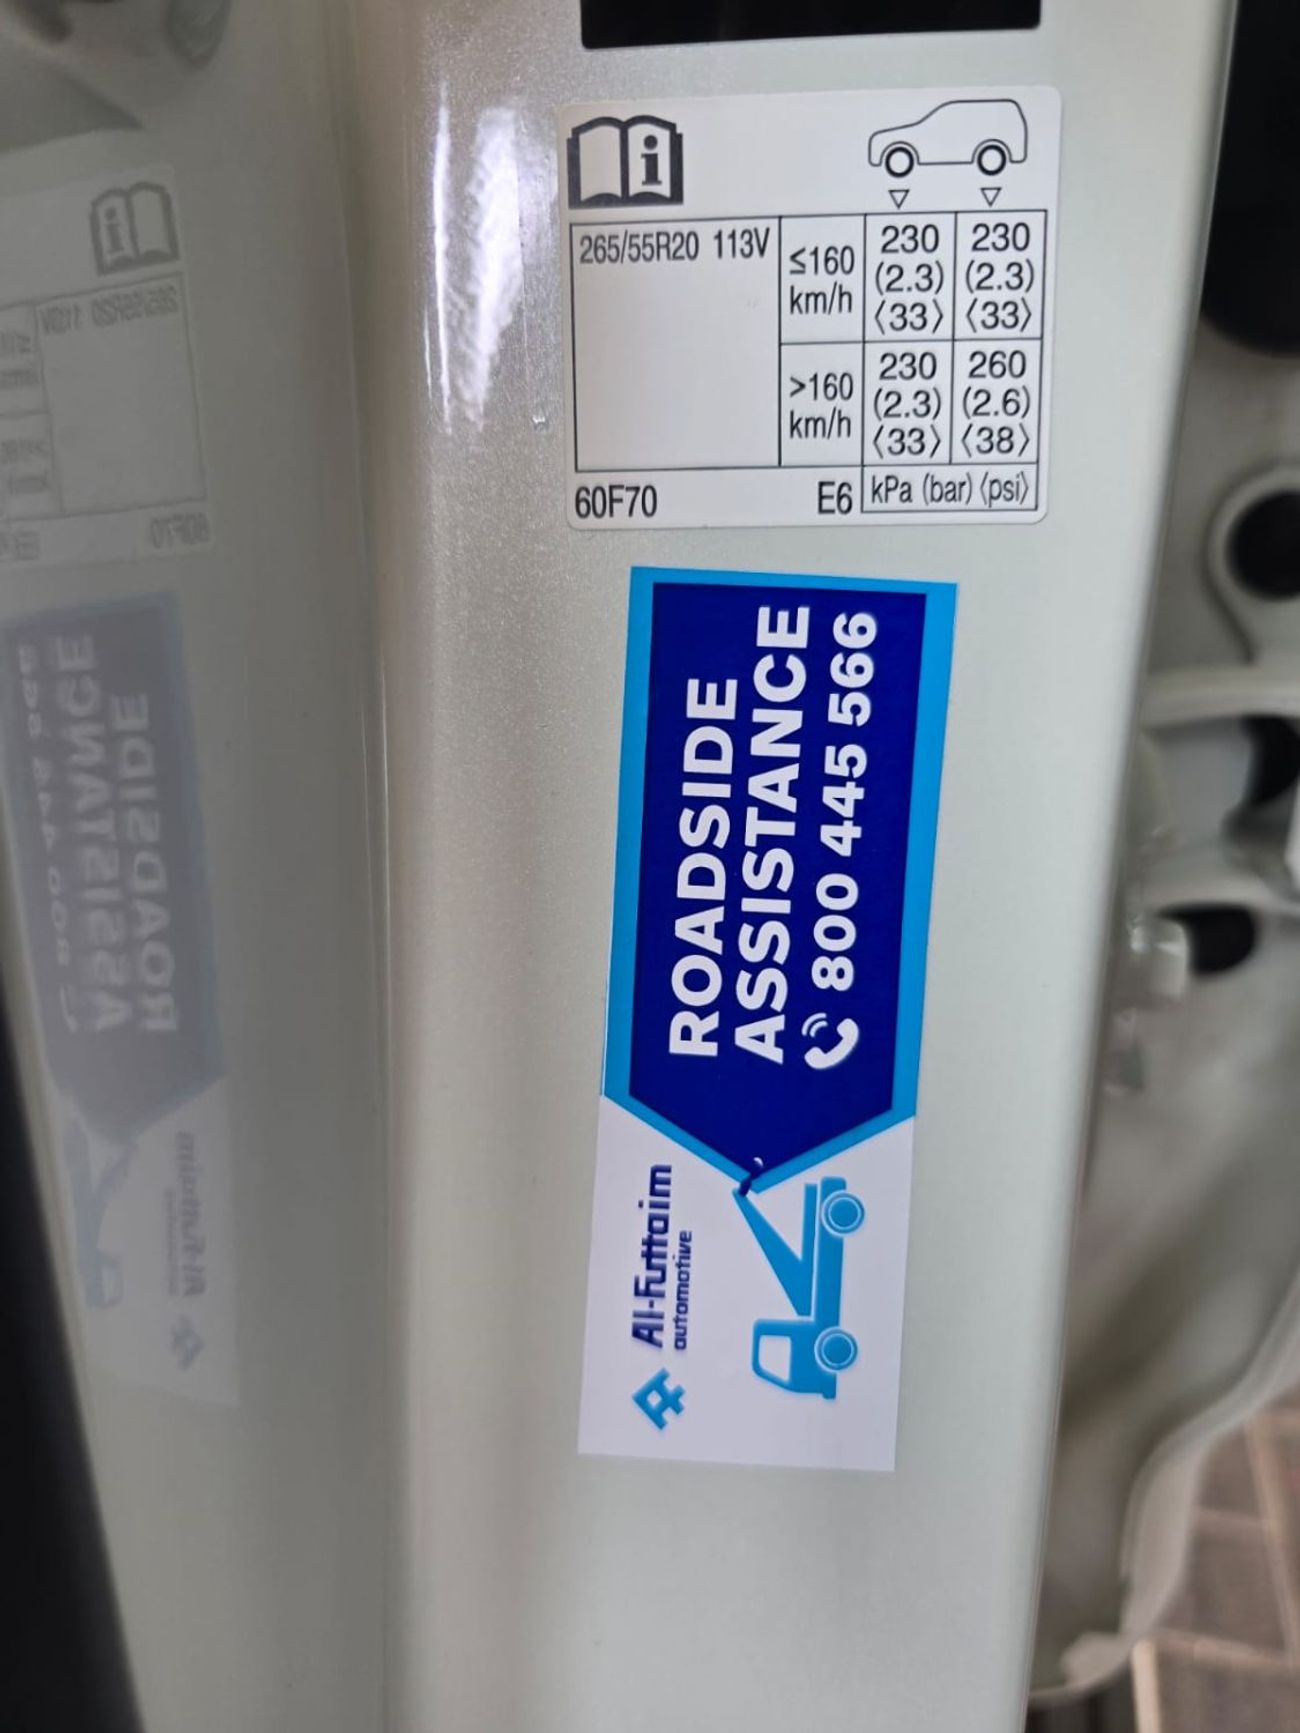 265/55R20 113V
≤160 km/h
230 (2.3) ⟨33⟩
230 (2.3) ⟨33⟩
>160 km/h
230 (2.3) ⟨33⟩
260 (2.6) ⟨38⟩
60F70
E6
kPa (bar) ⟨psi⟩
ROADSIDE
ASSISTANCE
800 445 566
Al-Futtaim
automotive